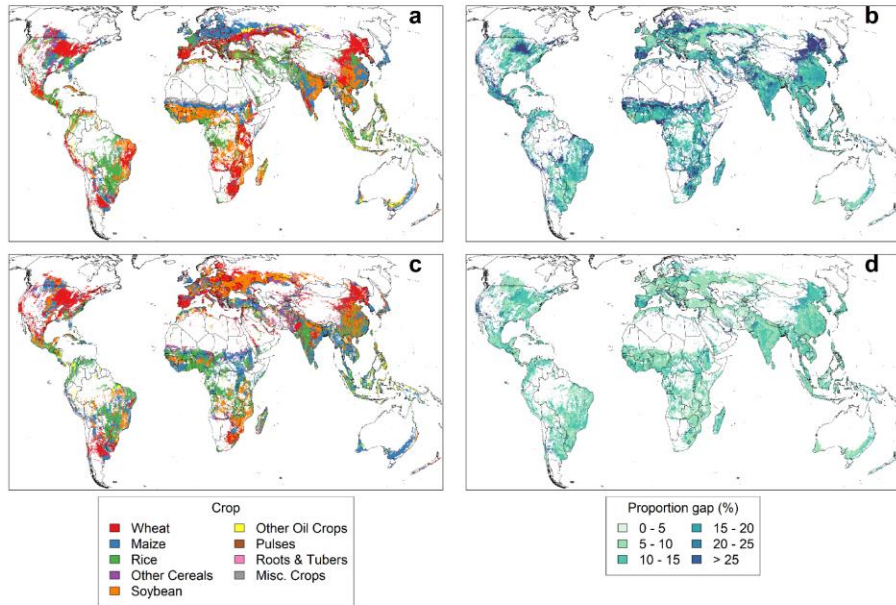 a
b
c
d
Crop
Wheat
Maize
Rice
Other Cereals
Soybean
Other Oil Crops
Pulses
Roots & Tubers
Misc. Crops
Proportion gap (%)
0 - 5
5 - 10
10 - 15
15 - 20
20 - 25
> 25